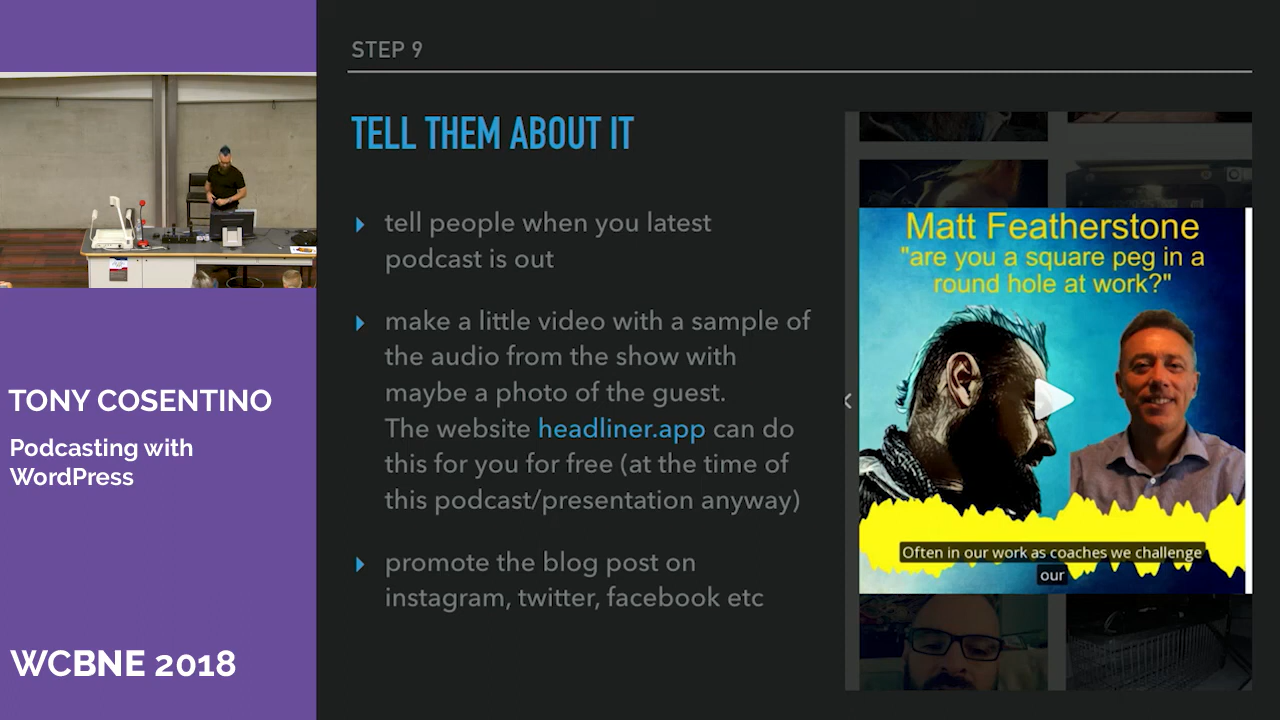 STEP 9
TELL THEM ABOUT IT
tell people when you latest
podcast is out
make a little video with a sample of
the audio from the show with
maybe a photo of the guest.
The website headliner.app can do
this for you for free (at the time of
this podcast/presentation anyway)
promote the blog post on
instagram, twitter, facebook etc
Matt Featherstone
"are you a square peg in a
round hole at work?"
Often in our work as coaches we challenge
our
TONY COSENTINO
Podcasting with
WordPress
WCBNE 2018